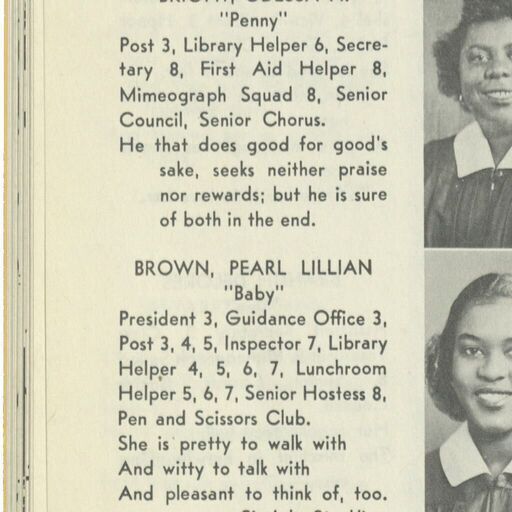 "Penny"
Post 3, Library Helper 6, Secre-
tary 8, First Aid Helper 8,
Mimeograph Squad 8, Senior
Council, Senior Chorus.
He that does good for good's
sake, seeks neither praise
nor rewards; but he is sure
of both in the end.
BROWN, PEARL LILLIAN
"Baby"
President 3, Guidance Office 3,
Post 3, 4, 5, Inspector 7, Library
Helper 4, 5, 6, 7, Lunchroom
Helper 5, 6, 7, Senior Hostess 8,
Pen and Scissors Club.
She is pretty to walk with
And witty to talk with
And pleasant to think of, too.